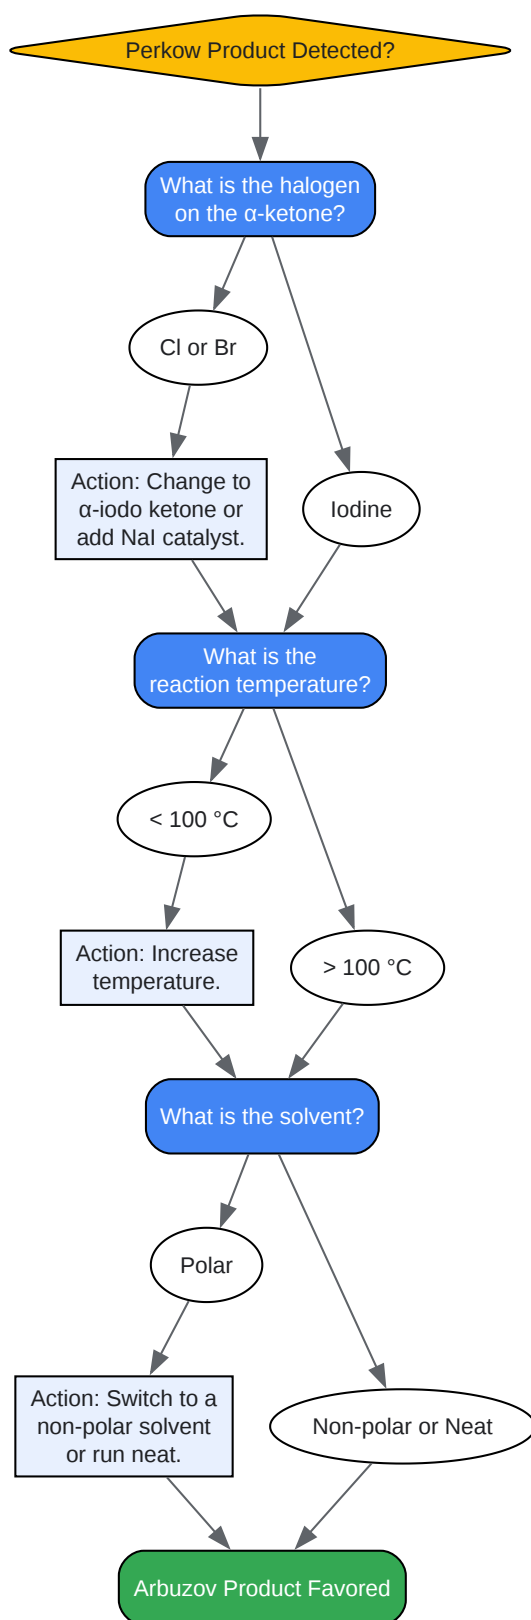 Perkow Product Detected?
What is the halogen
on the α-ketone?
Cl or Br
Action: Change to
α-iodo ketone or
add NaI catalyst.
Iodine
What is the
reaction temperature?
< 100 °C
Action: Increase
temperature.
> 100 °C
What is the solvent?
Polar
Action: Switch to a
non-polar solvent
or run neat.
Non-polar or Neat
Arbuzov Product Favored